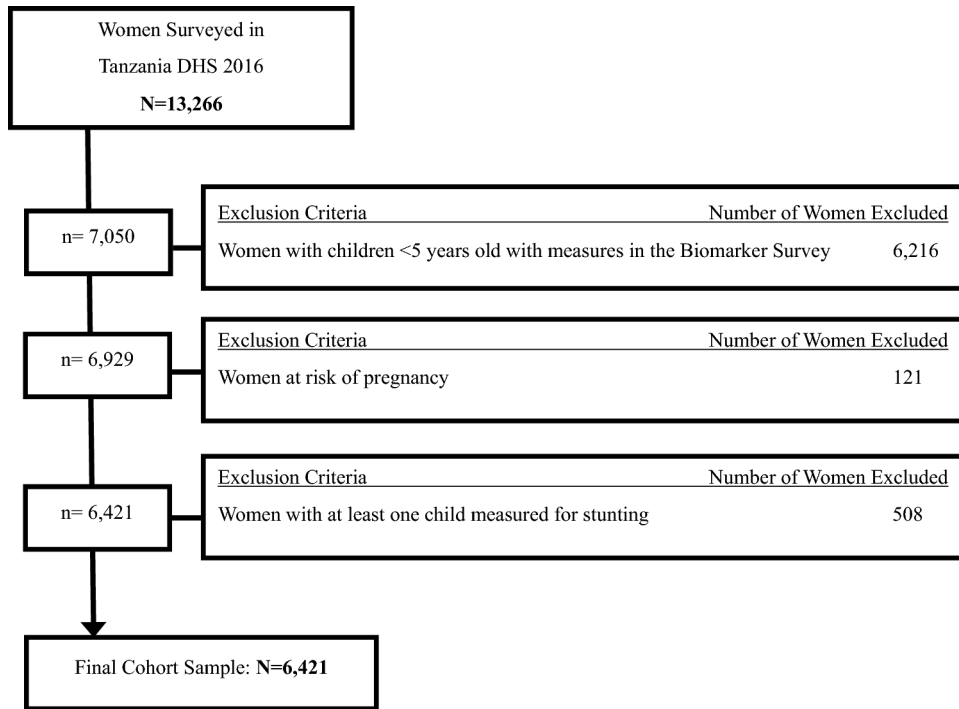 Women Surveyed in
Tanzania DHS 2016
N=13,266
n= 7,050
Exclusion Criteria Number of Women Excluded
Women with children <5 years old with measures in the Biomarker Survey 6,216
n= 6,929
Exclusion Criteria Number of Women Excluded
Women at risk of pregnancy 121
n= 6,421
Exclusion Criteria Number of Women Excluded
Women with at least one child measured for stunting 508
Final Cohort Sample: N=6,421